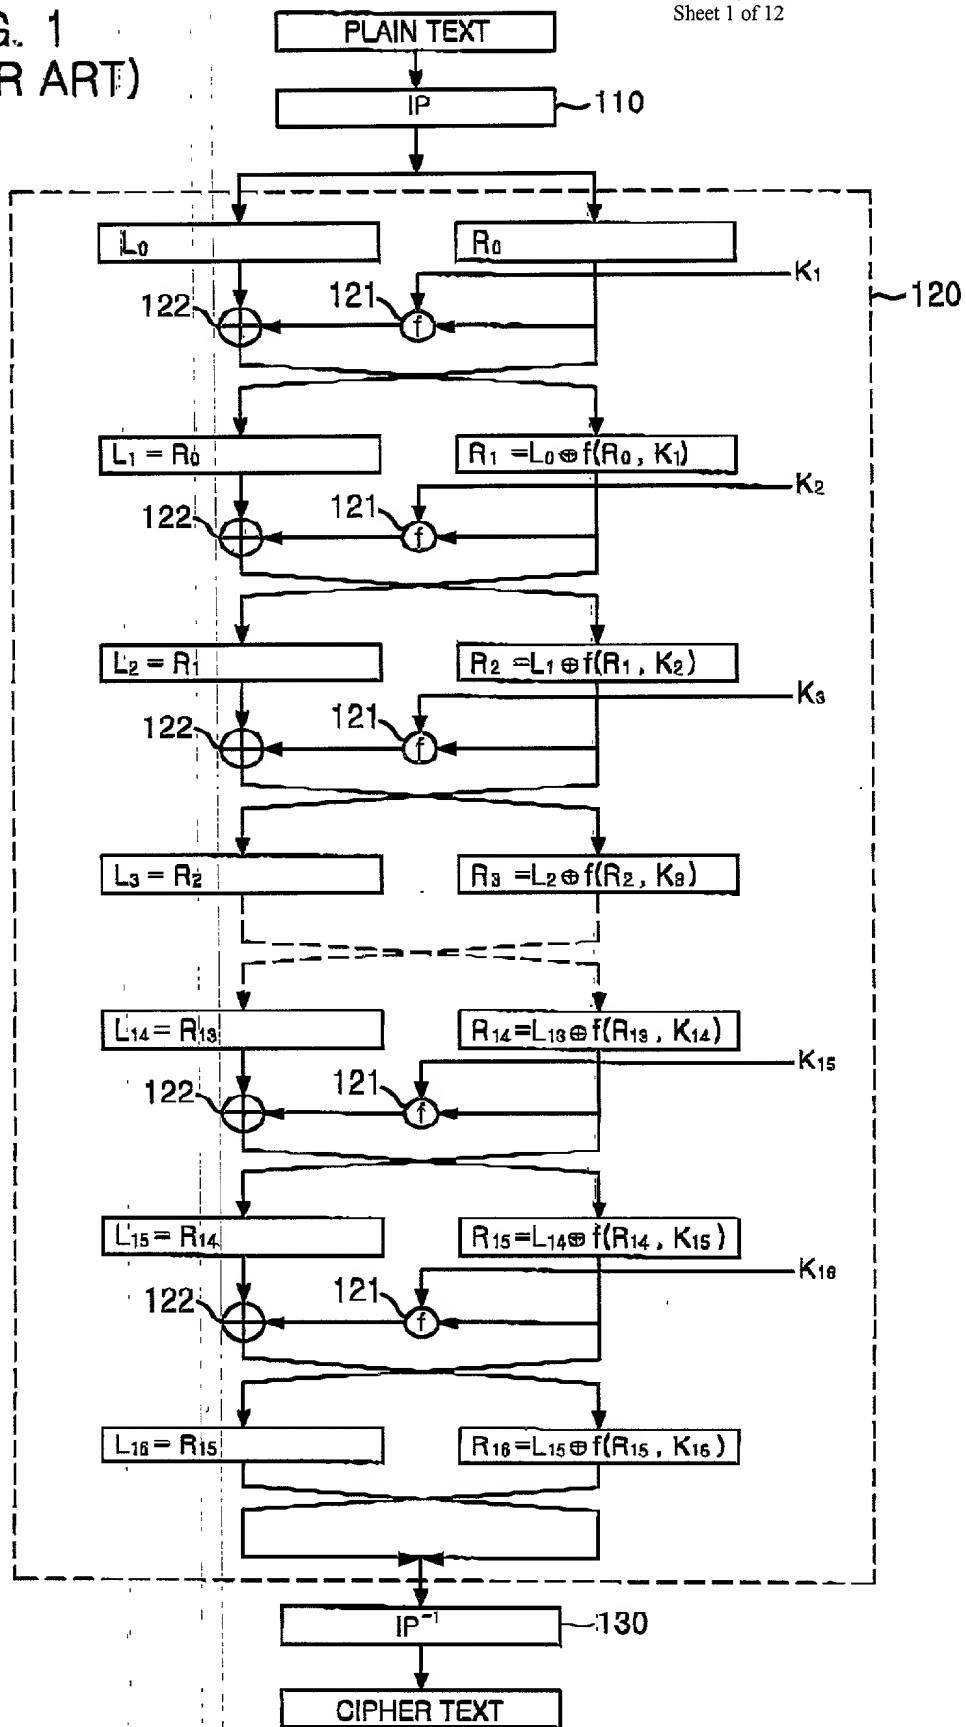 Sheet 1 of 12
G. 1
R ART)
PLAIN TEXT
IP
110
L₀
R₀
K₁
120
122
121
f
L₁ = R₀
R₁ =L₀⊕f(R₀, K₁)
K₂
122
121
f
L₂ = R₁
R₂ =L₁⊕f(R₁, K₂)
K₃
122
121
f
L₃ = R₂
R₃ =L₂⊕f(R₂, K₃)
L₁₄= R₁₃
R₁₄=L₁₃⊕f(R₁₃, K₁₄)
K₁₅
122
121
f
L₁₅= R₁₄
R₁₅=L₁₄⊕f(R₁₄, K₁₅)
K₁₆
122
121
f
L₁₆= R₁₅
R₁₆=L₁₅⊕f(R₁₅, K₁₆)
IP⁻¹
130
CIPHER TEXT